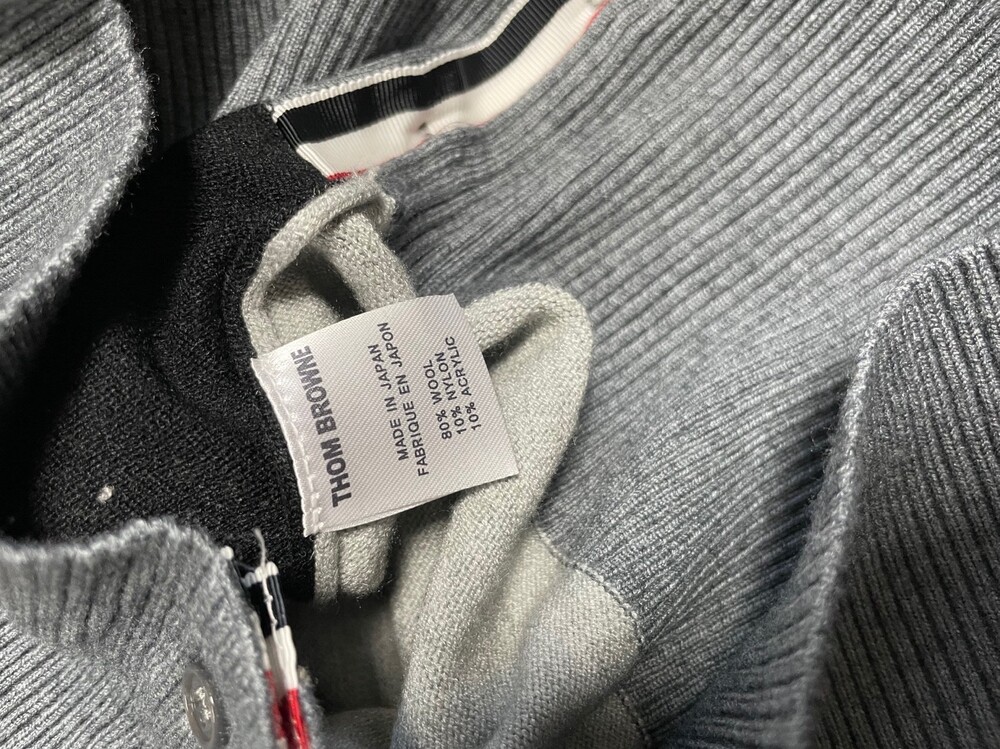 THOM BROWNE
MADE IN JAPAN
FABRIQUE EN JAPON
80% WOOL
10% NYLON
10% ACRYLIC